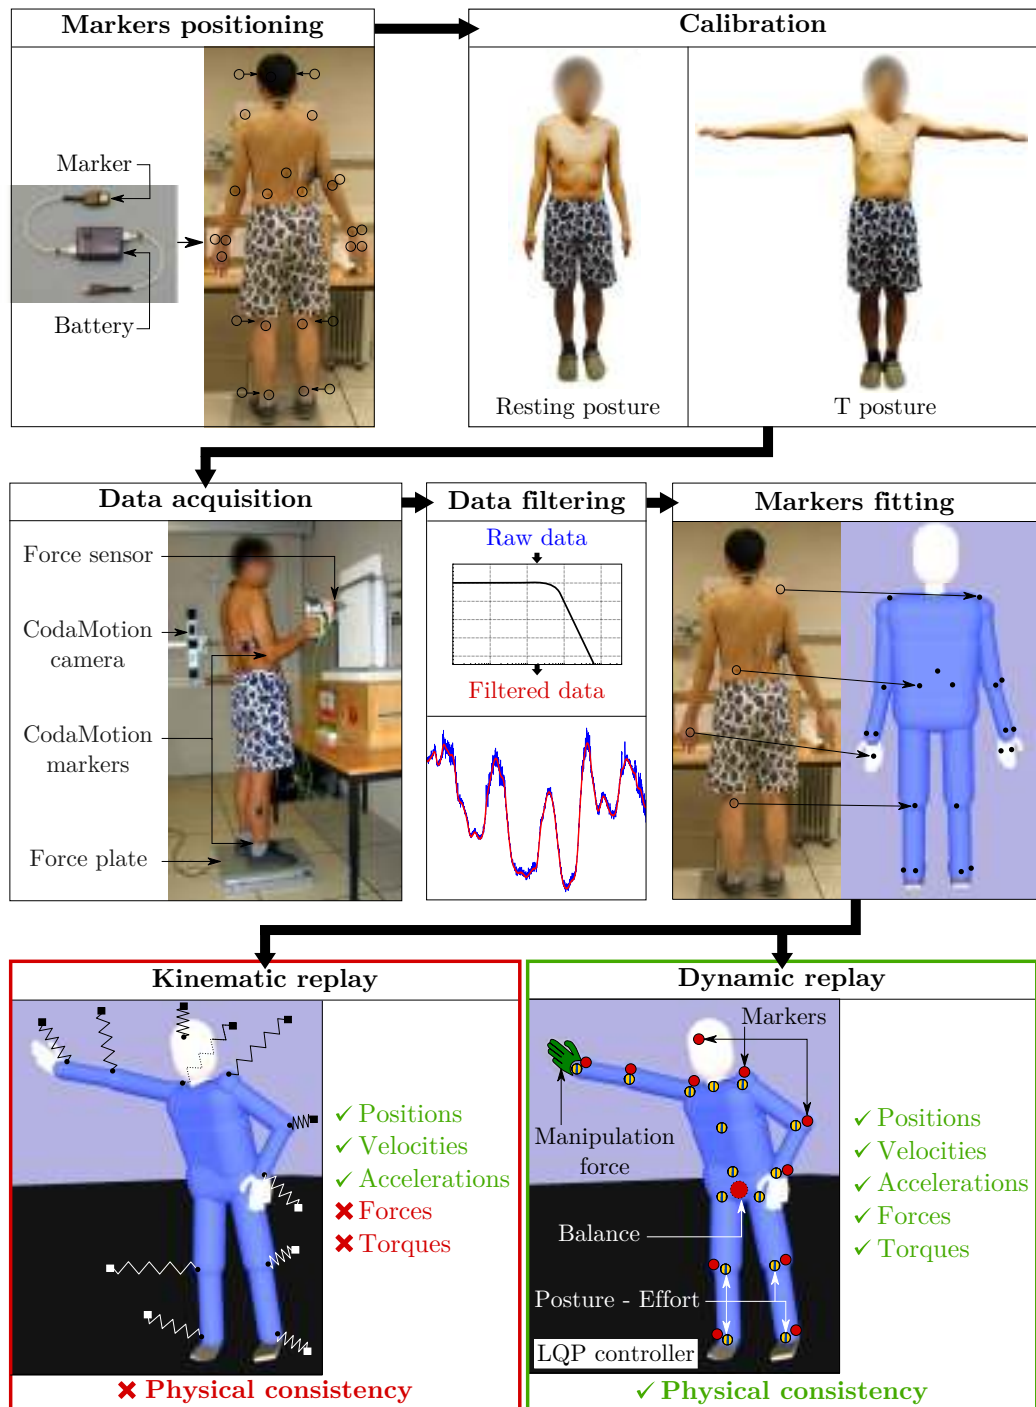 Markers positioning
Marker
Battery
Calibration
Resting posture
T posture
Data acquisition
Force sensor
CodaMotion
camera
CodaMotion
markers
Force plate
Data filtering
Raw data
Filtered data
Markers fitting
Kinematic replay
✓ Positions
✓ Velocities
✓ Accelerations
✖ Forces
✖ Torques
✖ Physical consistency
Dynamic replay
Markers
Manipulation
force
Balance
Posture - Effort
LQP controller
✓ Positions
✓ Velocities
✓ Accelerations
✓ Forces
✓ Torques
✓ Physical consistency